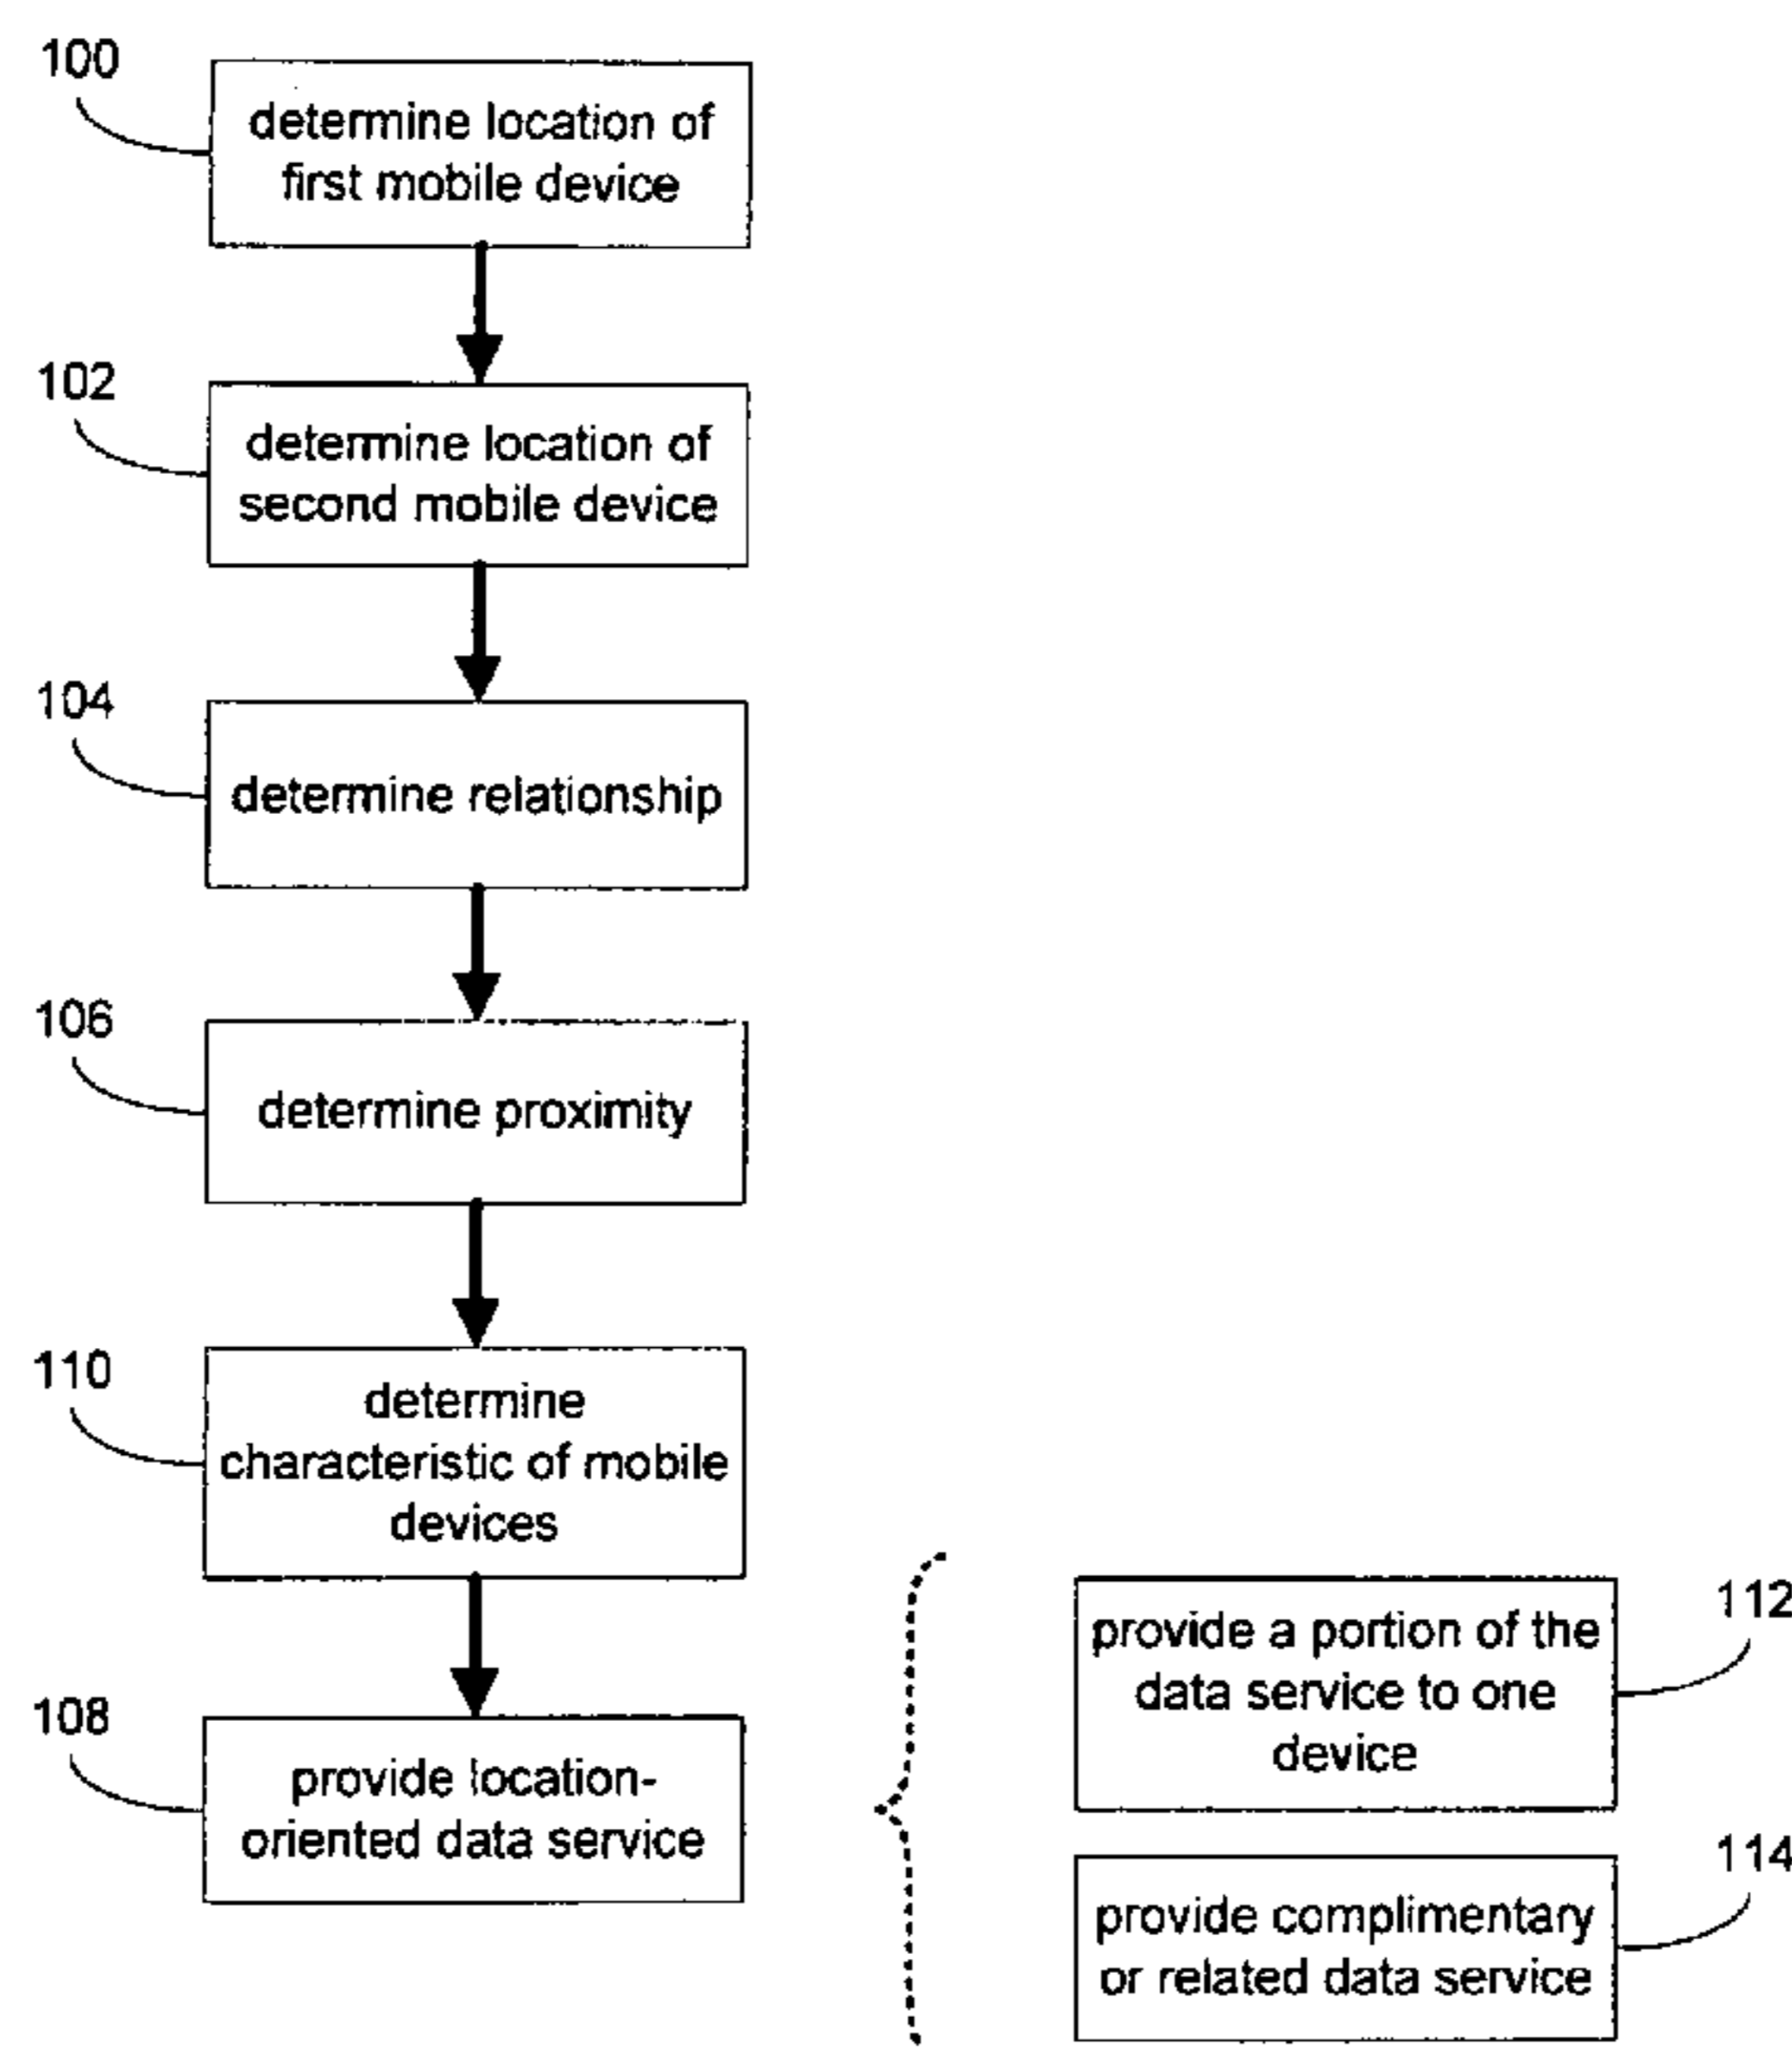 100
determine location of
first mobile device
102
determine location of
second mobile device
104
determine relationship
106
determine proximity
110
determine
characteristic of mobile
devices
108
provide location-
oriented data service
112
provide a portion of the
data service to one
device
114
provide complimentary
or related data service